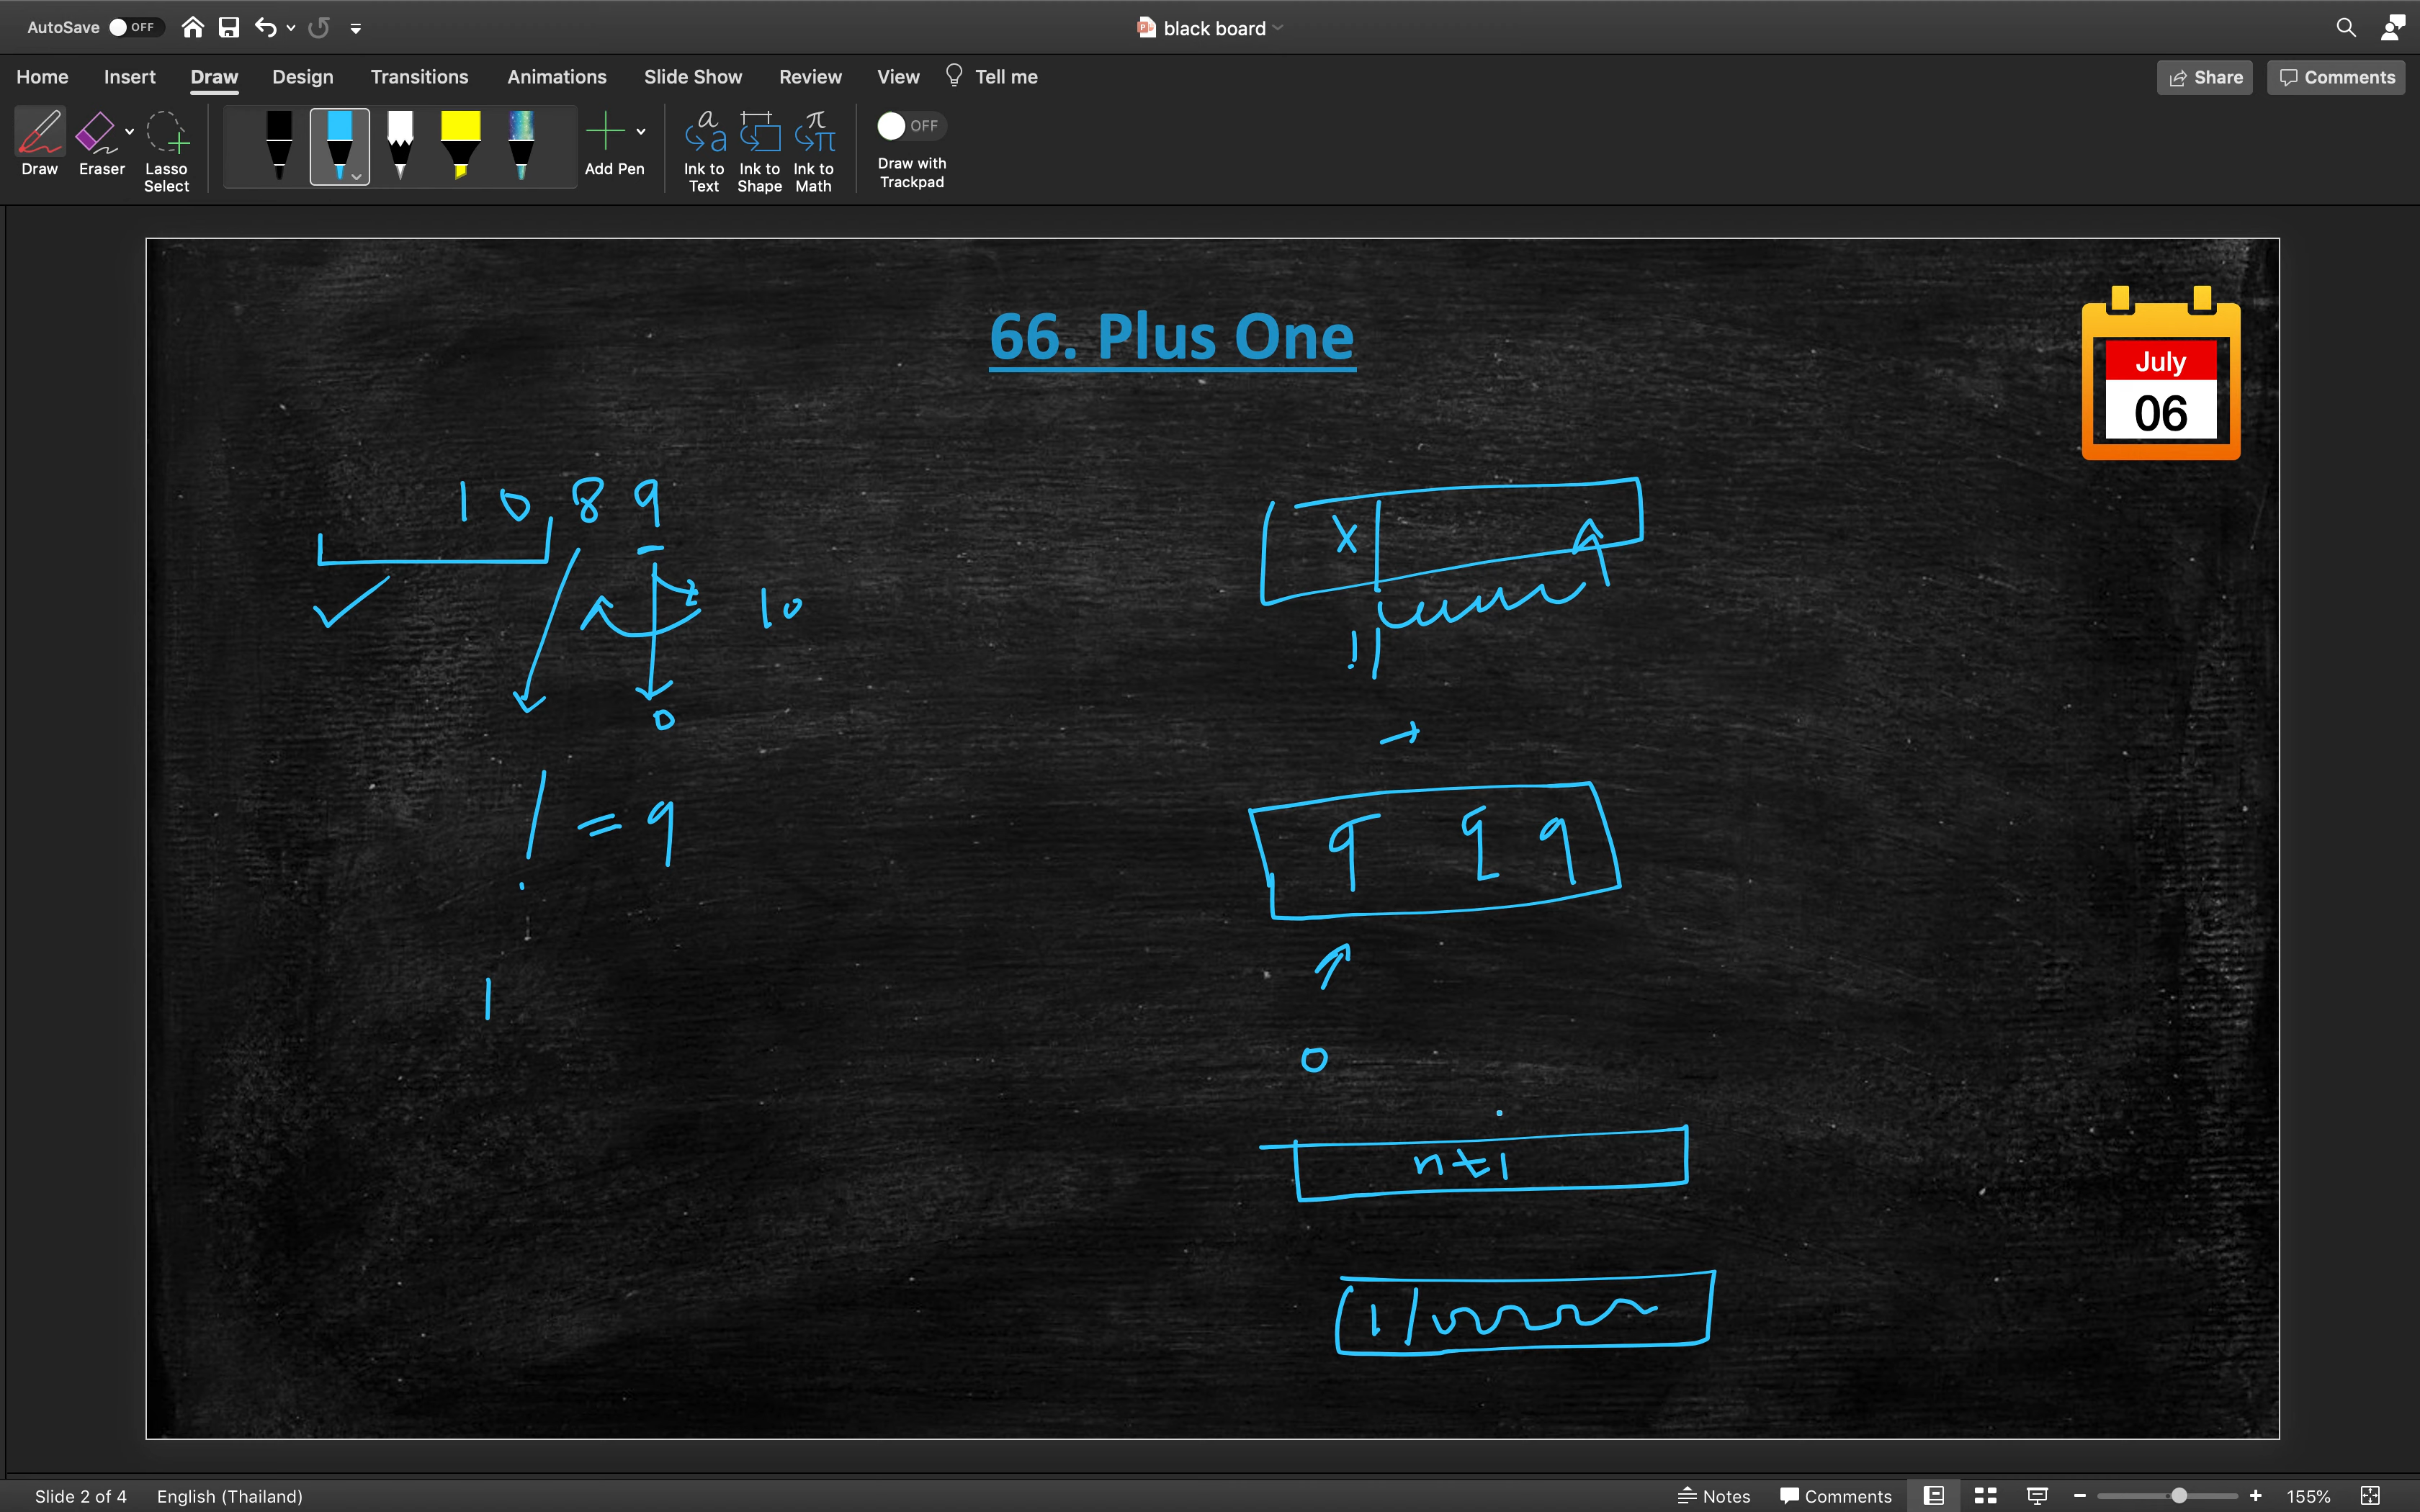 AutoSave OFF black board
Home Insert Draw Design Transitions Animations Slide Show Review View Tell me Share Comments
Draw Eraser Lasso Select Add Pen Ink to Text Ink to Shape Ink to Math OFF Draw with Trackpad
66. Plus One
July
06
1 0, 8 9
10
0
! = 9
1
X
!
9 9 9
0
n+1
1
Slide 2 of 4 English (Thailand) Notes Comments 155%